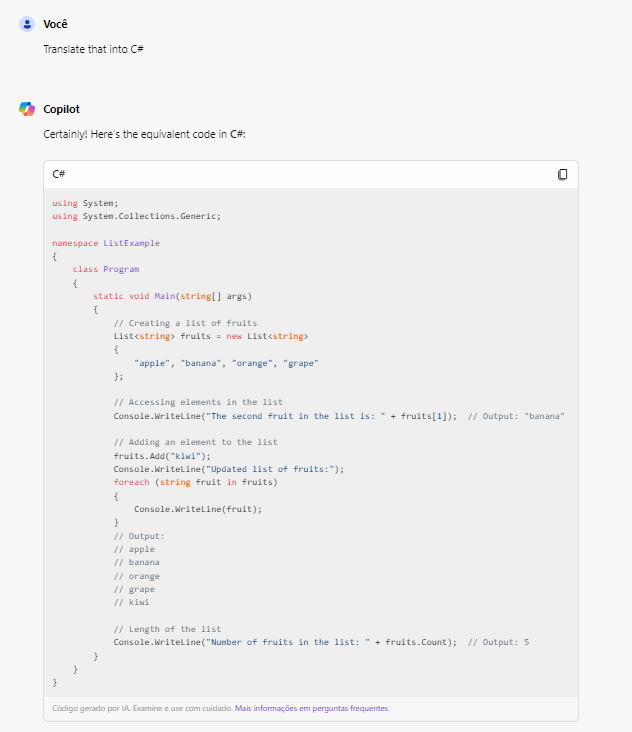 Você
Translate that into C#
Copilot
Certainly! Here's the equivalent code in C#:
C#
using System;
using System.Collections.Generic;
namespace ListExample
{
    class Program
    {
        static void Main(string[] args)
        {
            // Creating a list of fruits
            List<string> fruits = new List<string>
            {
                "apple", "banana", "orange", "grape"
            };
            // Accessing elements in the list
            Console.WriteLine("The second fruit in the list is: " + fruits[1]);  // Output: "banana"
            // Adding an element to the list
            fruits.Add("kiwi");
            Console.WriteLine("Updated list of fruits:");
            foreach (string fruit in fruits)
            {
                Console.WriteLine(fruit);
            }
            // Output:
            // apple
            // banana
            // orange
            // grape
            // kiwi
            // Length of the list
            Console.WriteLine("Number of fruits in the list: " + fruits.Count);  // Output: 5
        }
    }
}
Código gerado por IA. Examine e use com cuidado. Mais informações em perguntas frequentes.